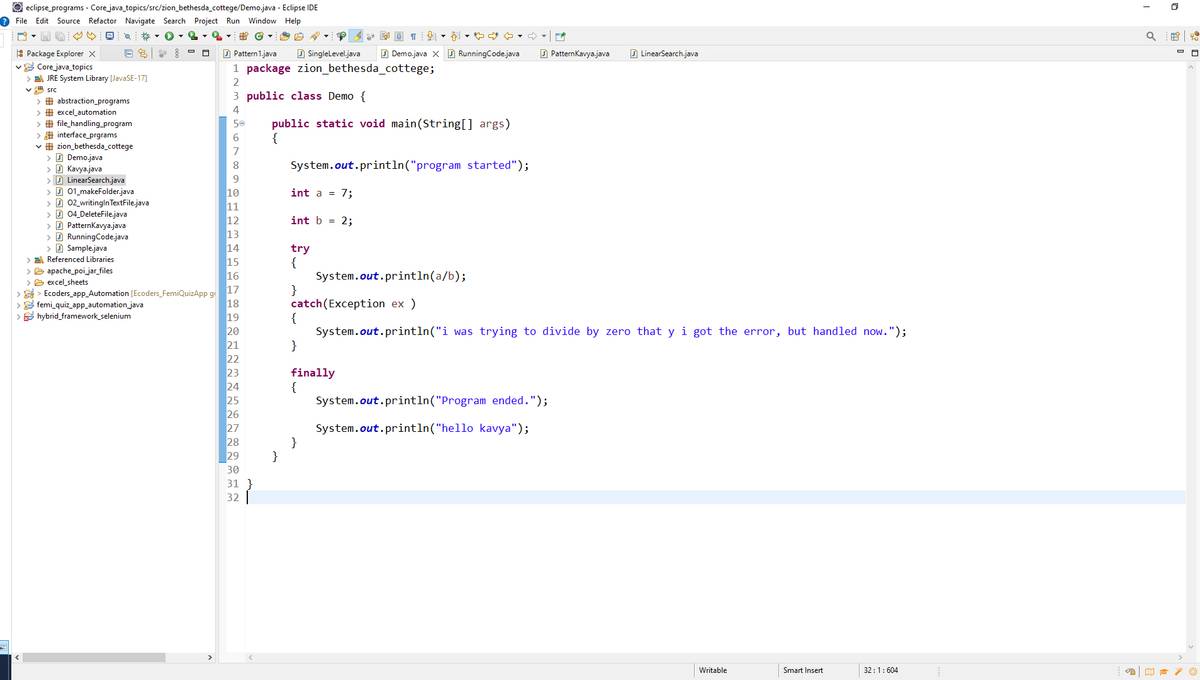 eclipse_programs - Core_java_topics/src/zion_bethesda_cottege/Demo.java - Eclipse IDE
File Edit Source Refactor Navigate Search Project Run Window Help
Package Explorer
Pattern1.java SingleLevel.java Demo.java RunningCode.java PatternKavya.java LinearSearch.java
Core_java_topics
JRE System Library [JavaSE-17]
src
abstraction_programs
excel_automation
file_handling_program
interface_prgrams
zion_bethesda_cottege
Demo.java
Kavya.java
LinearSearch.java
01_makeFolder.java
02_writingInTextFile.java
04_DeleteFile.java
PatternKavya.java
RunningCode.java
Sample.java
Referenced Libraries
apache_poi_jar_files
excel_sheets
> Ecoders_app_Automation [Ecoders_FemiQuizApp
femi_quiz_app_automation_java
hybrid_framework_selenium
1 package zion_bethesda_cottege;
2
3 public class Demo {
4
5 public static void main(String[] args)
6 {
7
8 System.out.println("program started");
9
10 int a = 7;
11
12 int b = 2;
13
14 try
15 {
16 System.out.println(a/b);
17 }
18 catch(Exception ex )
19 {
20 System.out.println("i was trying to divide by zero that y i got the error, but handled now.");
21 }
22
23 finally
24 {
25 System.out.println("Program ended.");
26
27 System.out.println("hello kavya");
28 }
29 }
30
31 }
32
Writable Smart Insert 32 : 1 : 604